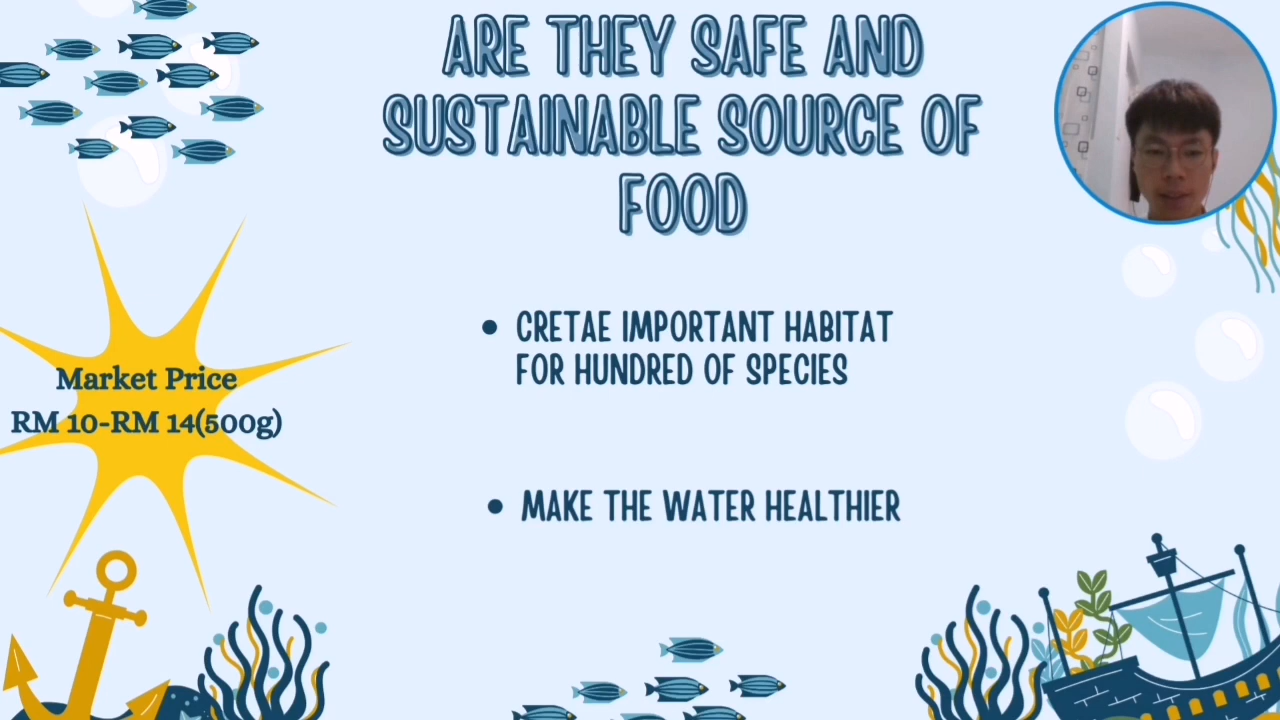 ARE THEY SAFE AND
SUSTAINABLE SOURCE OF
FOOD
CRETAE IMPORTANT HABITAT
FOR HUNDRED OF SPECIES
Market Price
RM 10-RM 14(500g)
MAKE THE WATER HEALTHIER